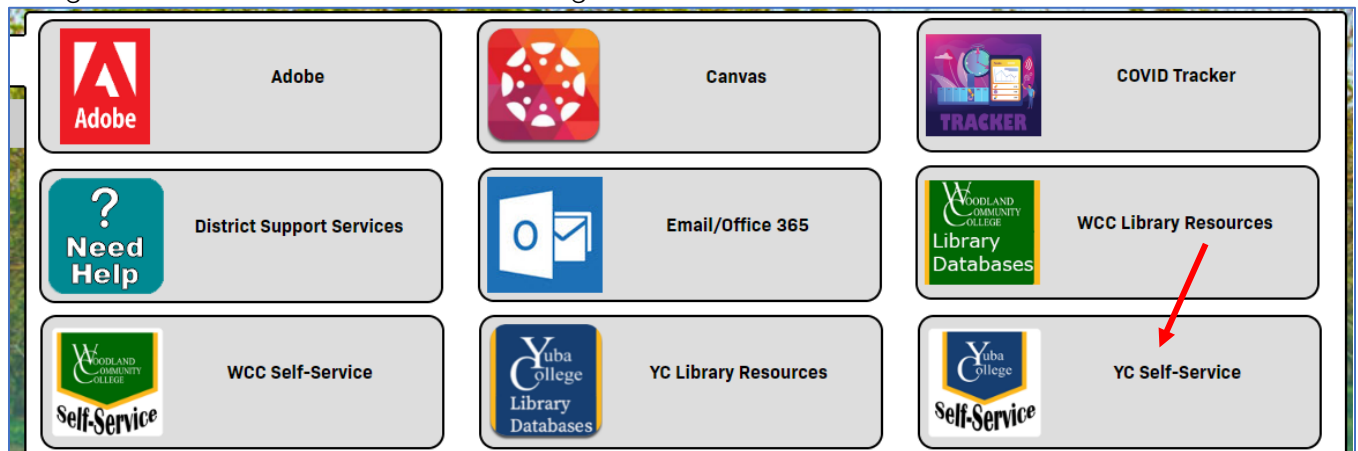 Adobe
Adobe
Canvas
TRACKER
COVID Tracker
?
Need
Help
District Support Services
O
Email/Office 365
WOODLAND
COMMUNITY
COLLEGE
Library
Databases
WCC Library Resources
WOODLAND
COMMUNITY
COLLEGE
Self-Service
WCC Self-Service
Yuba
College
Library
Databases
YC Library Resources
Yuba
College
Self-Service
YC Self-Service